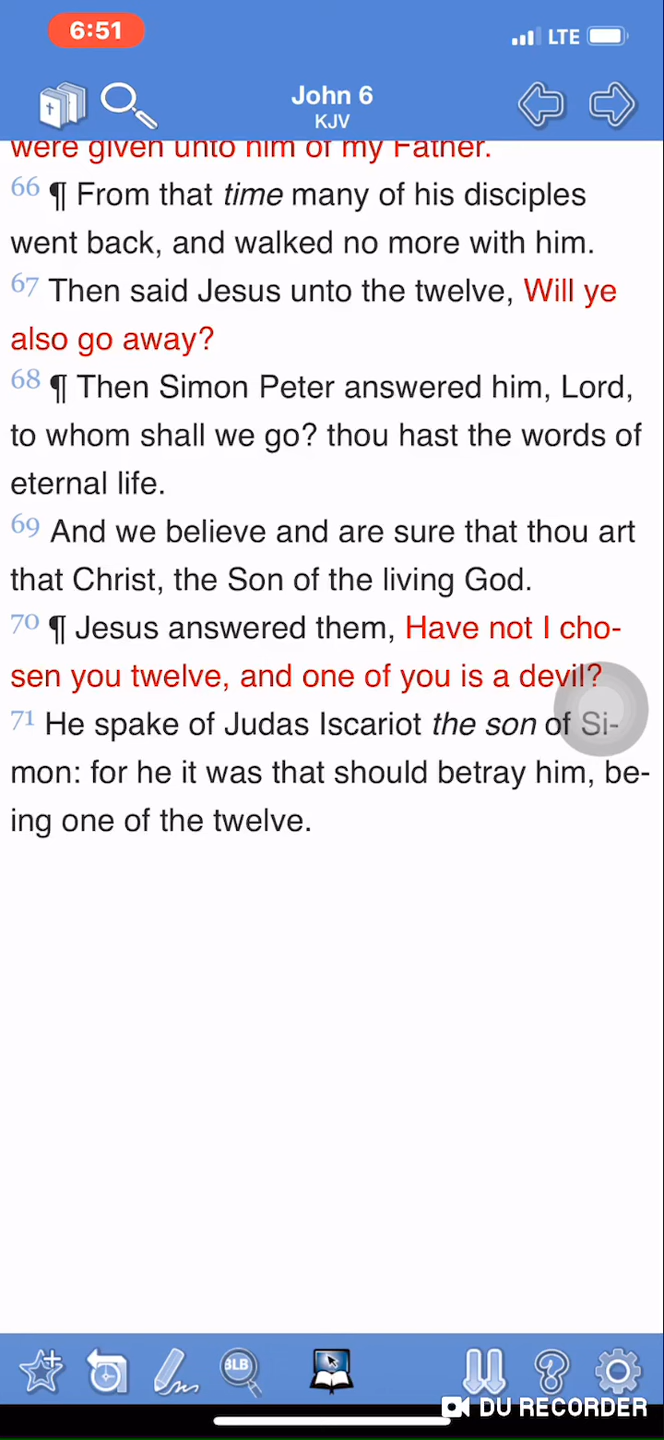 6:51
LTE
John 6
KJV
were given unto him of my Father.
66 ¶ From that time many of his disciples
went back, and walked no more with him.
67 Then said Jesus unto the twelve, Will ye
also go away?
68 ¶ Then Simon Peter answered him, Lord,
to whom shall we go? thou hast the words of
eternal life.
69 And we believe and are sure that thou art
that Christ, the Son of the living God.
70 ¶ Jesus answered them, Have not I cho-
sen you twelve, and one of you is a devil?
71 He spake of Judas Iscariot the son of Si-
mon: for he it was that should betray him, be-
ing one of the twelve.
BLB
DU RECORDER